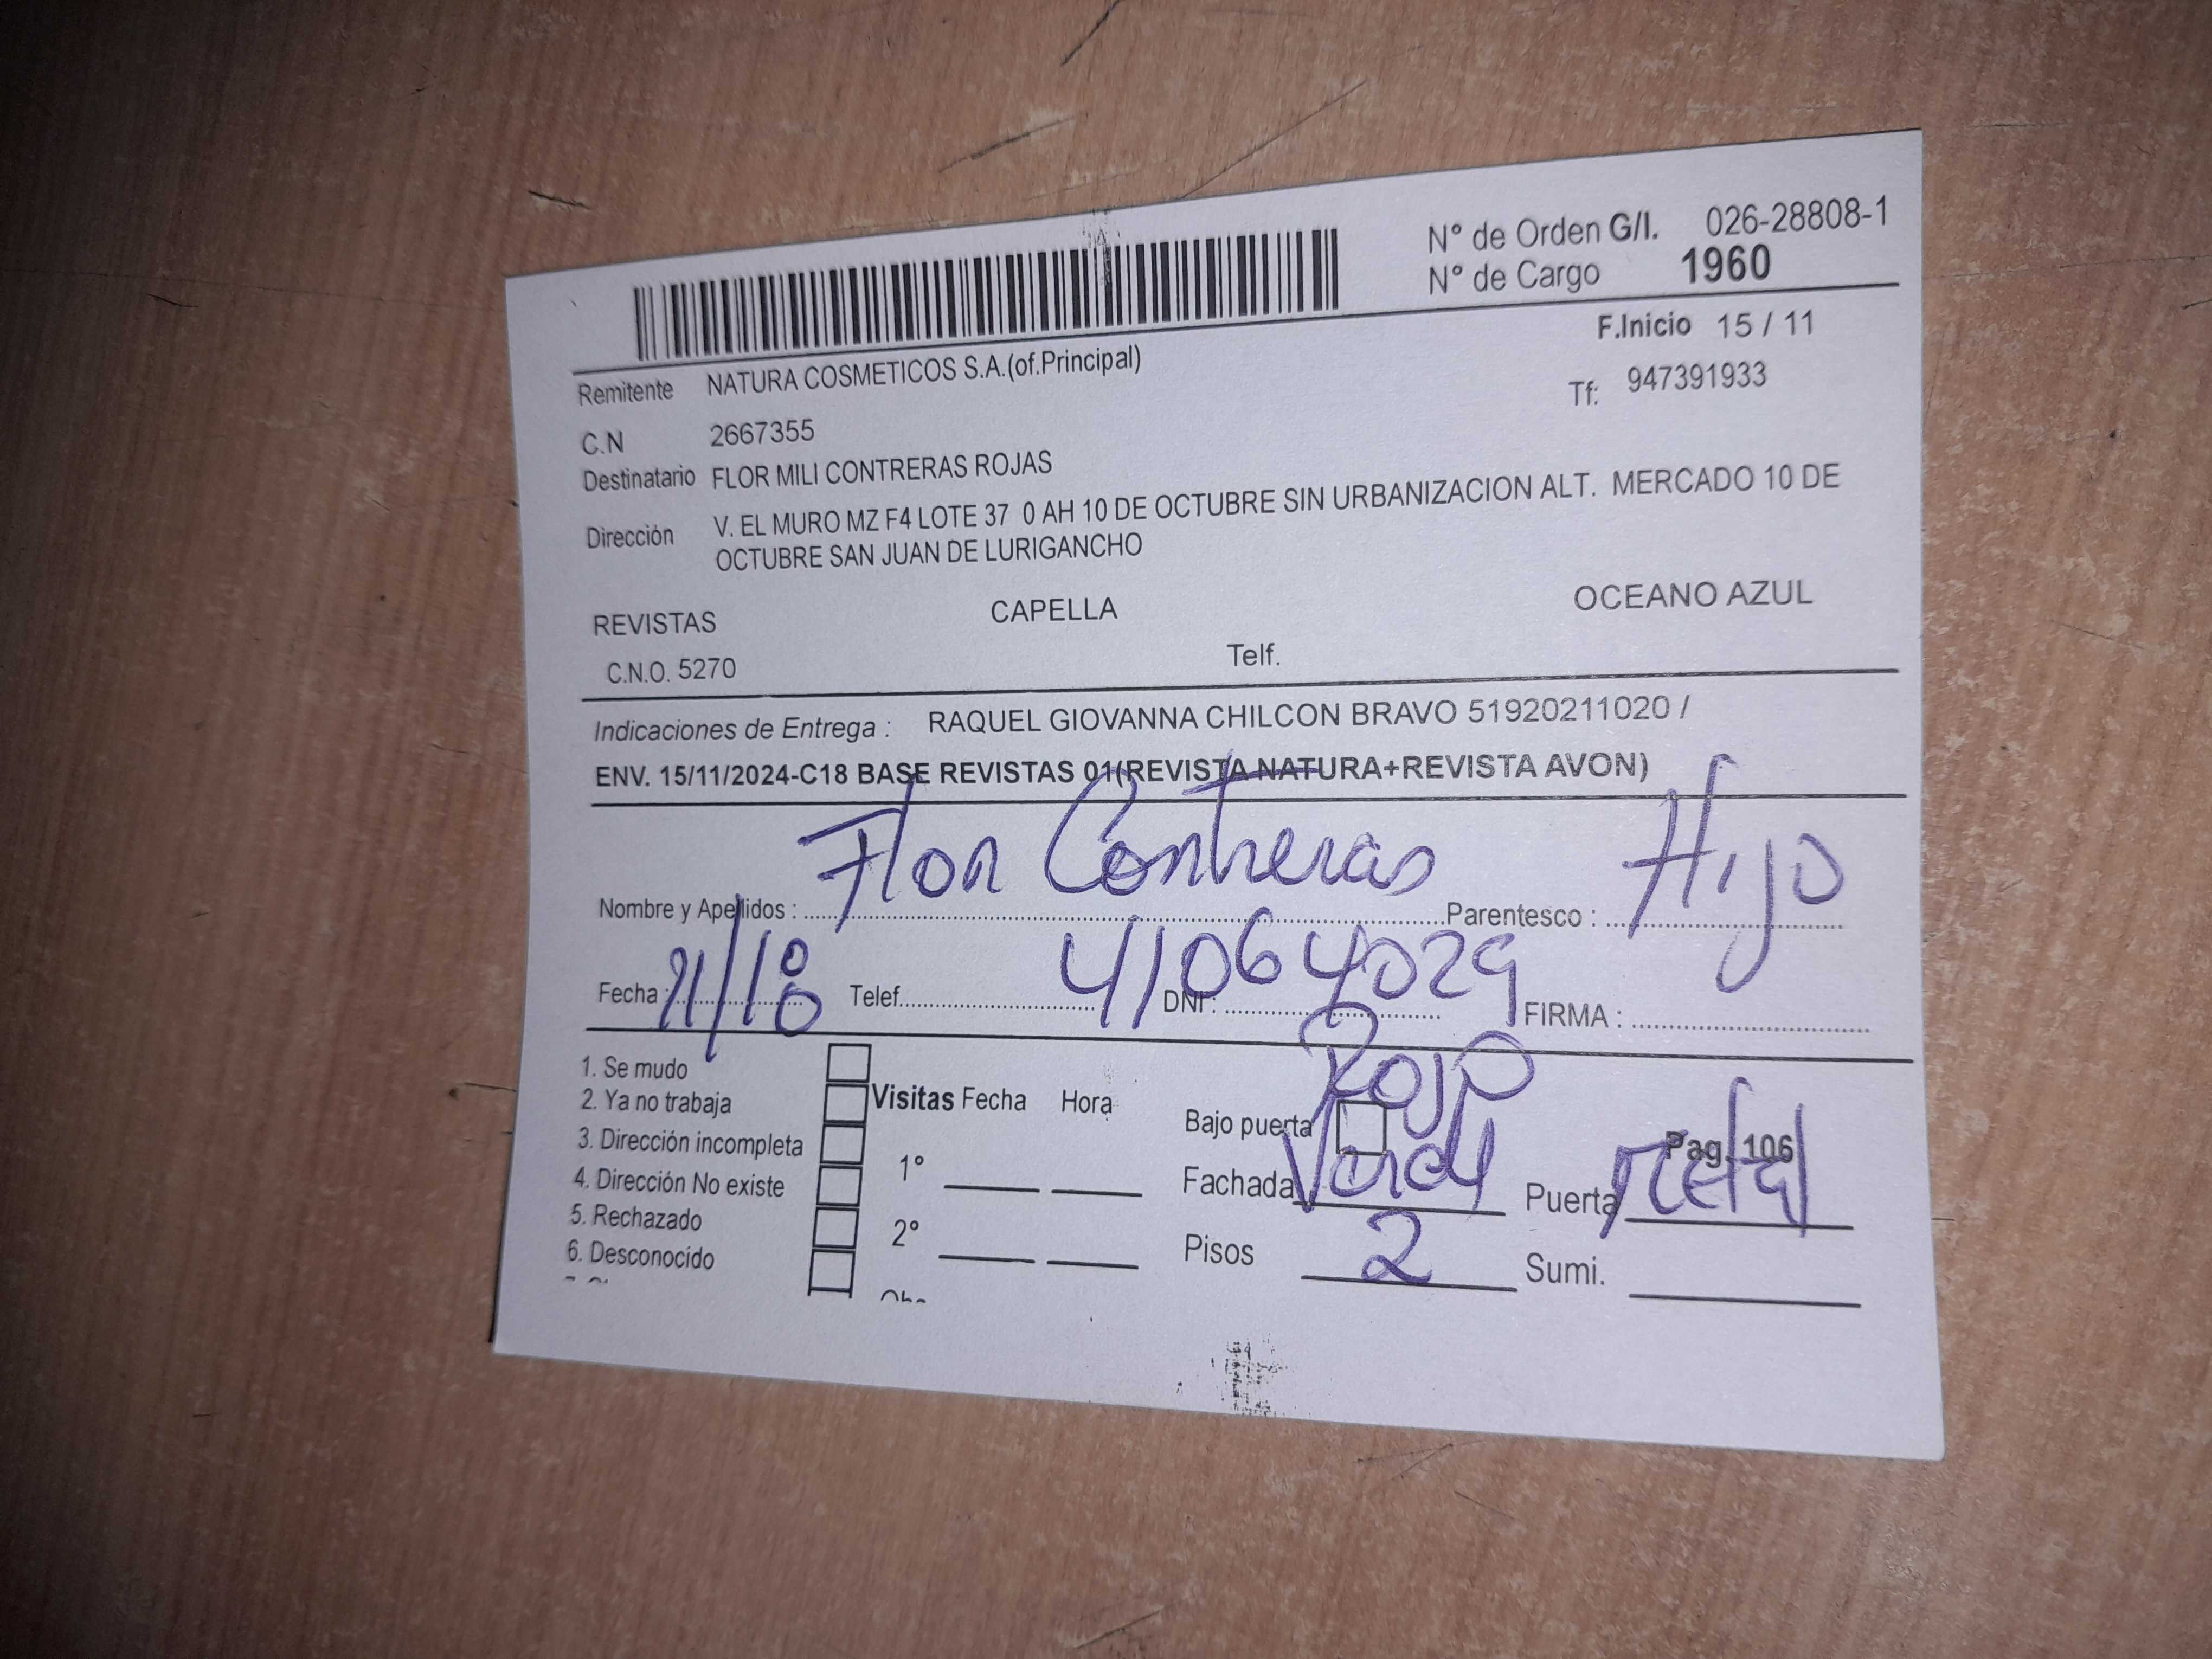 N° de Orden G/I. 026-28808-1
N° de Cargo 1960
F.Inicio 15 / 11
Remitente NATURA COSMETICOS S.A.(of.Principal)
Tf: 947391933
C.N 2667355
Destinatario FLOR MILI CONTRERAS ROJAS
Dirección V. EL MURO MZ F4 LOTE 37 0 AH 10 DE OCTUBRE SIN URBANIZACION ALT. MERCADO 10 DE
OCTUBRE SAN JUAN DE LURIGANCHO
REVISTAS CAPELLA OCEANO AZUL
C.N.O. 5270 Telf.
Indicaciones de Entrega : RAQUEL GIOVANNA CHILCON BRAVO 51920211020 /
ENV. 15/11/2024-C18 BASE REVISTAS 01(REVISTA NATURA+REVISTA AVON)
Nombre y Apellidos : Flor Contreras Parentesco : Hijo
Fecha : Telef. DNI : 41064029 FIRMA :
1. Se mudo
2. Ya no trabaja
3. Dirección incompleta
4. Dirección No existe
5. Rechazado
6. Desconocido
Visitas Fecha Hora
1°
2°
Rojo
Bajo puerta
Fachada Verde
Pag. 106
Puerta
Pisos 2 Sumi.